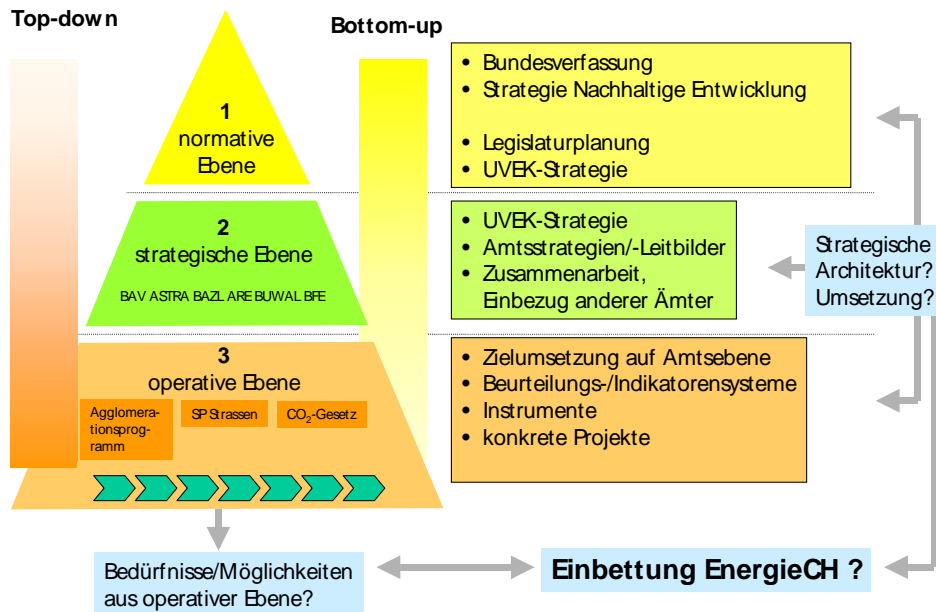 Top-down
Bottom-up
1
normative
Ebene
• Bundesverfassung
• Strategie Nachhaltige Entwicklung
• Legislaturplanung
• UVEK-Strategie
2
strategische Ebene
BAV ASTRA BAZL ARE BUWAL BFE
• UVEK-Strategie
• Amtsstrategien/-Leitbilder
• Zusammenarbeit,
Einbezug anderer Ämter
Strategische
Architektur?
Umsetzung?
3
operative Ebene
Agglomera-
tionsprog-
ramm
SP Strassen
CO₂-Gesetz
• Zielumsetzung auf Amtsebene
• Beurteilungs-/Indikatorensysteme
• Instrumente
• konkrete Projekte
Bedürfnisse/Möglichkeiten
aus operativer Ebene?
Einbettung EnergieCH ?